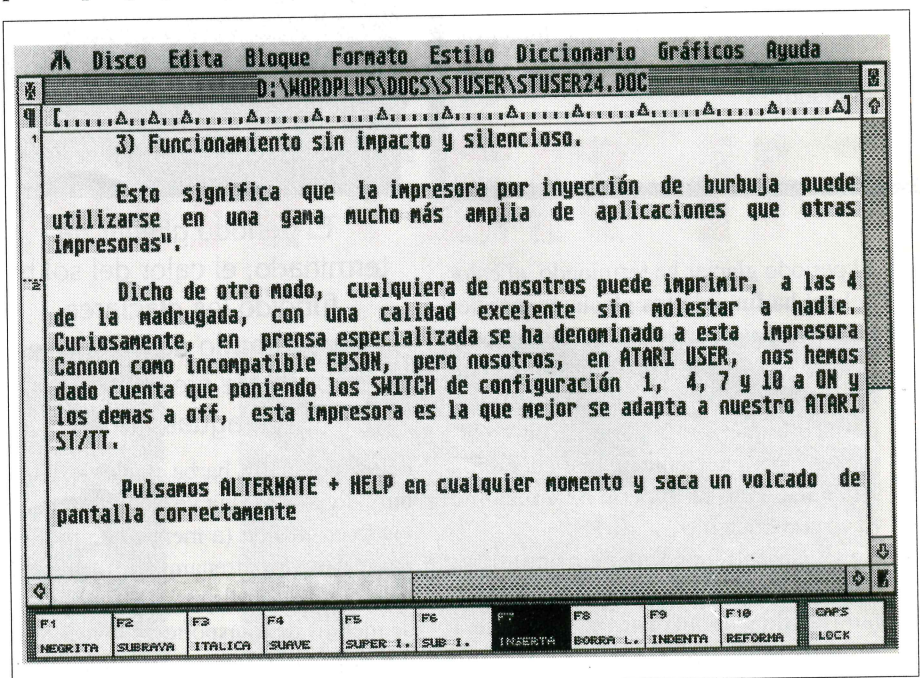 Disco Edita Bloque Formato Estilo Diccionario Gráficos Ayuda
D:\WORDPLUS\DOCS\STUSER\STUSER24.DOC
3) Funcionamiento sin impacto y silencioso.
Esto significa que la impresora por inyección de burbuja puede
utilizarse en una gama mucho más amplia de aplicaciones que otras
impresoras".
Dicho de otro modo, cualquiera de nosotros puede imprimir, a las 4
de la madrugada, con una calidad excelente sin molestar a nadie.
Curiosamente, en prensa especializada se ha denominado a esta impresora
Cannon como incompatible EPSON, pero nosotros, en ATARI USER, nos hemos
dado cuenta que poniendo los SWITCH de configuración 1, 4, 7 y 10 a ON y
los demas a off, esta impresora es la que mejor se adapta a nuestro ATARI
ST/TT.
Pulsamos ALTERNATE + HELP en cualquier momento y saca un volcado de
pantalla correctamente
F1 F2 F3 F4 F5 F6 F7 F8 F9 F10 CAPS
NEGRITA SUBRAYA ITALICA SUAVE SUPER I. SUB I. INSERTA BORRA L. INDENTA REFORMA LOCK